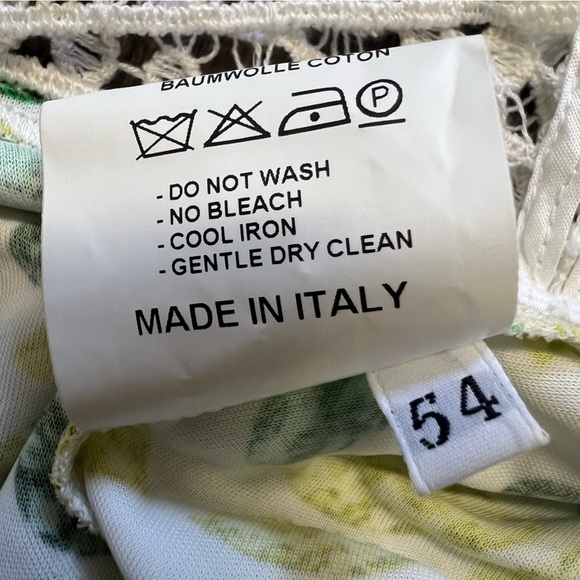 BAUMWOLLE COTON
P
- DO NOT WASH
- NO BLEACH
- COOL IRON
- GENTLE DRY CLEAN
MADE IN ITALY
54